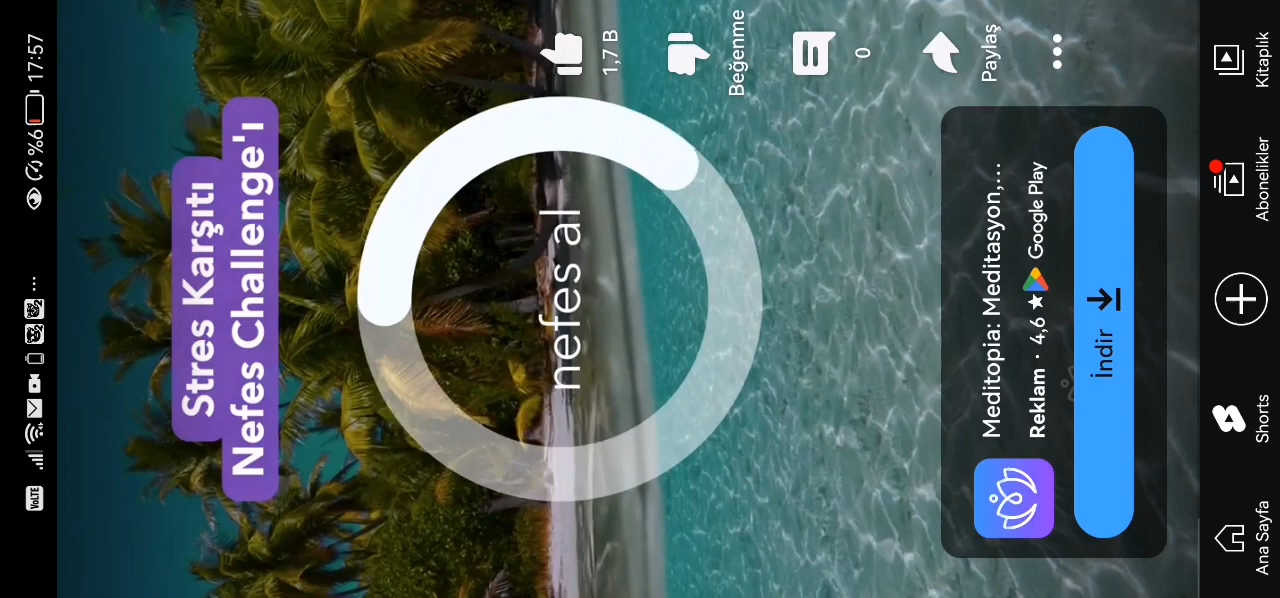 VoLTE
%6 17:57
Stres Karşıtı
Nefes Challenge'ı
nefes al
1,7 B
Beğenme
0
Paylaş
Meditopia: Meditasyon,...
Reklam · 4,6 ★ Google Play
İndir
Ana Sayfa
Shorts
Abonelikler
Kitaplık